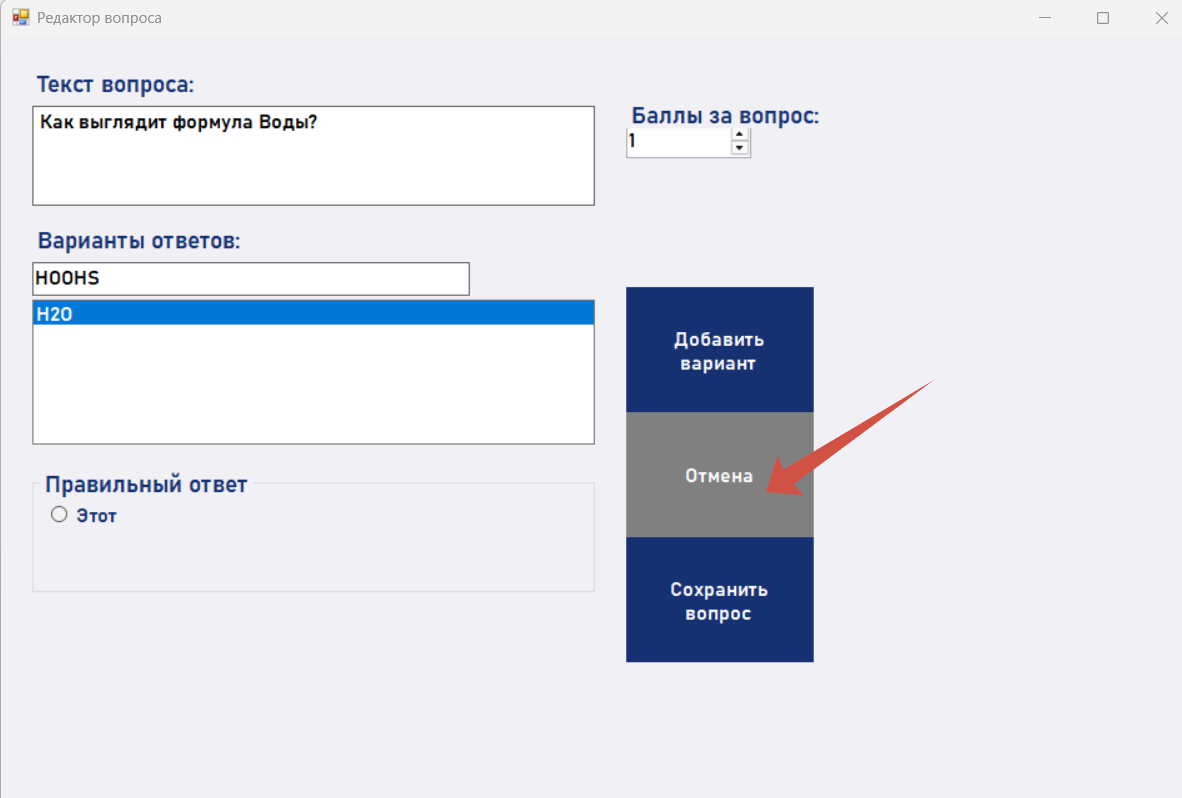 Редактор вопроса
Текст вопроса:
Как выглядит формула Воды?
Баллы за вопрос:
1
Варианты ответов:
HOOHS
H2O
Добавить
вариант
Отмена
Правильный ответ
Этот
Сохранить
вопрос